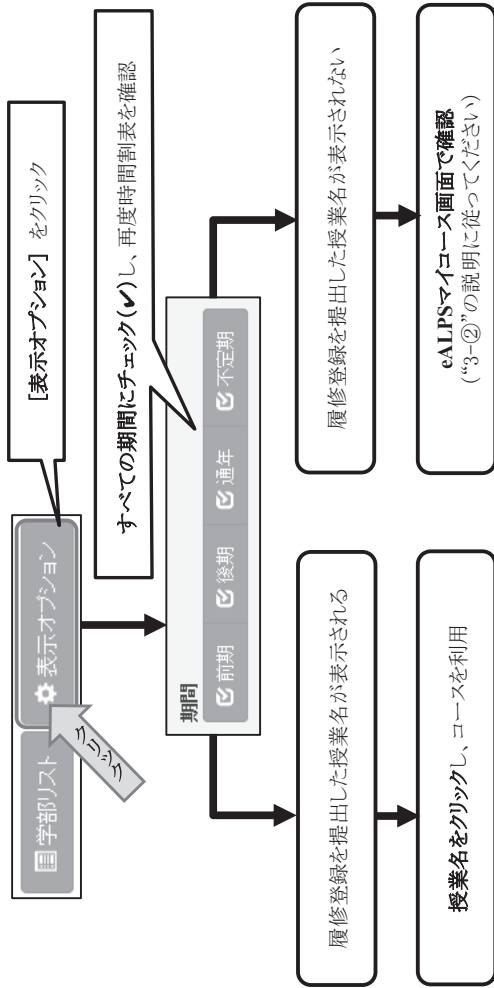 学部リスト
表示オプション
クリック
[表示オプション] をクリック
すべての期間にチェック(✔)し、再度時間割表を確認
期間
前期
後期
通年
不定期
履修登録を提出した授業名が表示される
授業名をクリックし、コースを利用
履修登録を提出した授業名が表示されない
eALPSマイコース画面で確認
(“3-②”の説明に従ってください)